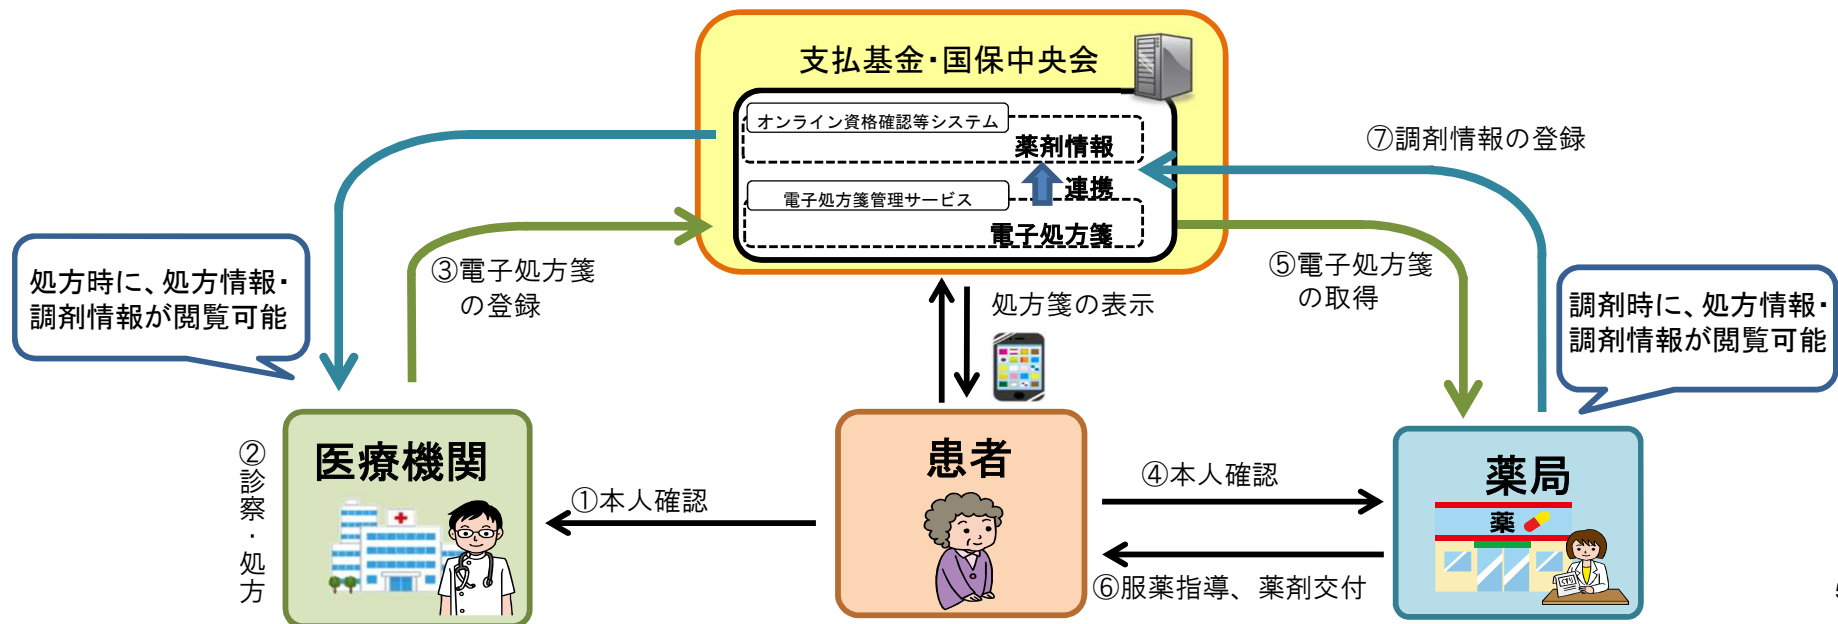 支払基金・国保中央会
オンライン資格確認等システム
薬剤情報
連携
電子処方箋管理サービス
電子処方箋
⑦調剤情報の登録
処方時に、処方情報・
調剤情報が閲覧可能
③電子処方箋
の登録
処方箋の表示
⑤電子処方箋
の取得
調剤時に、処方情報・
調剤情報が閲覧可能
②診察・処方
医療機関
①本人確認
患者
④本人確認
⑥服薬指導、薬剤交付
薬局
薬